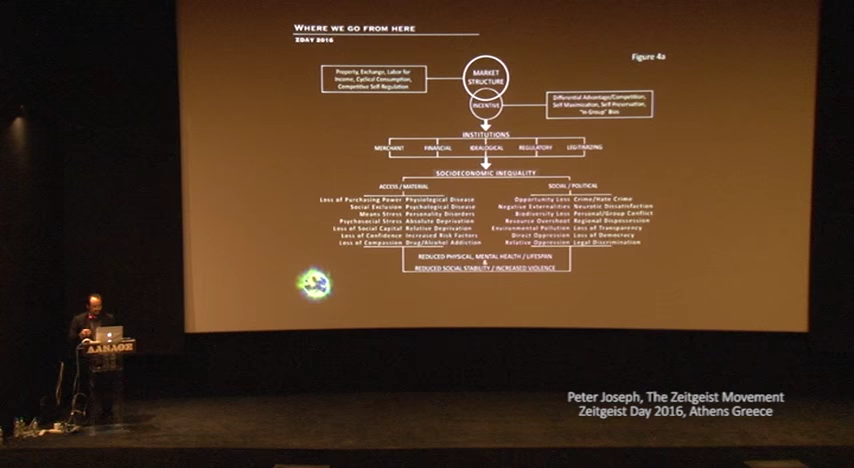 WHERE WE GO FROM HERE
ZDAY 2016
Figure 4a
Property, Exchange, Labor for
Income, Cyclical Consumption,
Competitive Self Regulation
MARKET
STRUCTURE
INCENTIVE
Differential Advantage/Competition,
Self Maximization, Self Preservation,
"In-Group" Bias
INSTITUTIONS
MERCHANT FINANCIAL IDEALOGICAL REGULATORY LEGITIMIZING
SOCIOECONOMIC INEQUALITY
ACCESS / MATERIAL
Loss of Purchasing Power Physiological Disease
Social Exclusion Psychological Disease
Means Stress Personality Disorders
Psychosocial Stress Absolute Deprivation
Loss of Social Capital Relative Deprivation
Loss of Confidence Increased Risk Factors
Loss of Compassion Drug/Alcohol Addiction
SOCIAL / POLITICAL
Opportunity Loss Crime/Hate Crime
Negative Externalities Neurotic Dissatisfaction
Biodiversity Loss Personal/Group Conflict
Resource Overshoot Regional Dispossession
Environmental Pollution Loss of Transparency
Direct Oppression Loss of Democracy
Relative Oppression Legal Discrimination
REDUCED PHYSICAL, MENTAL HEALTH / LIFESPAN
&
REDUCED SOCIAL STABILITY / INCREASED VIOLENCE
Peter Joseph, The Zeitgeist Movement
Zeitgeist Day 2016, Athens Greece